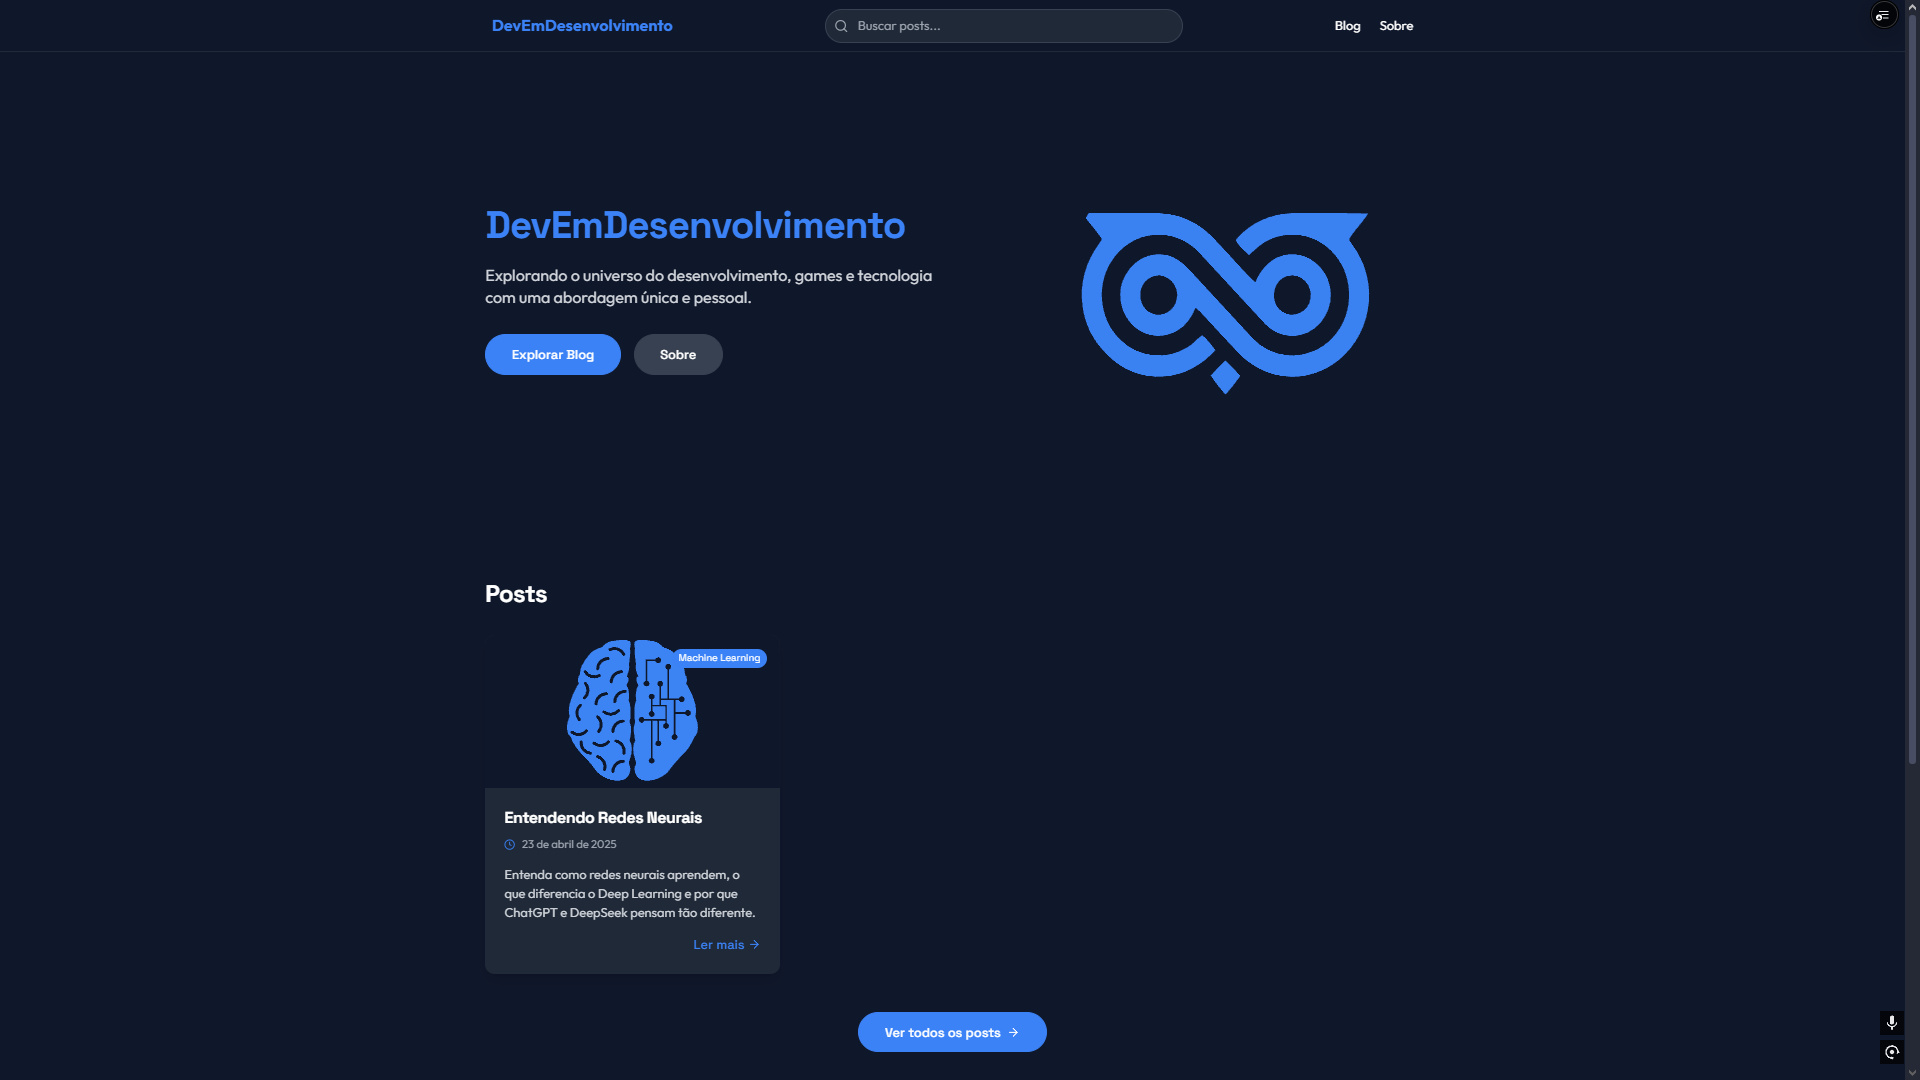 DevEmDesenvolvimento
Buscar posts...
Blog
Sobre
DevEmDesenvolvimento
Explorando o universo do desenvolvimento, games e tecnologia
com uma abordagem única e pessoal.
Explorar Blog
Sobre
Posts
Machine Learning
Entendendo Redes Neurais
23 de abril de 2025
Entenda como redes neurais aprendem, o
que diferencia o Deep Learning e por que
ChatGPT e DeepSeek pensam tão diferente.
Ler mais →
Ver todos os posts →